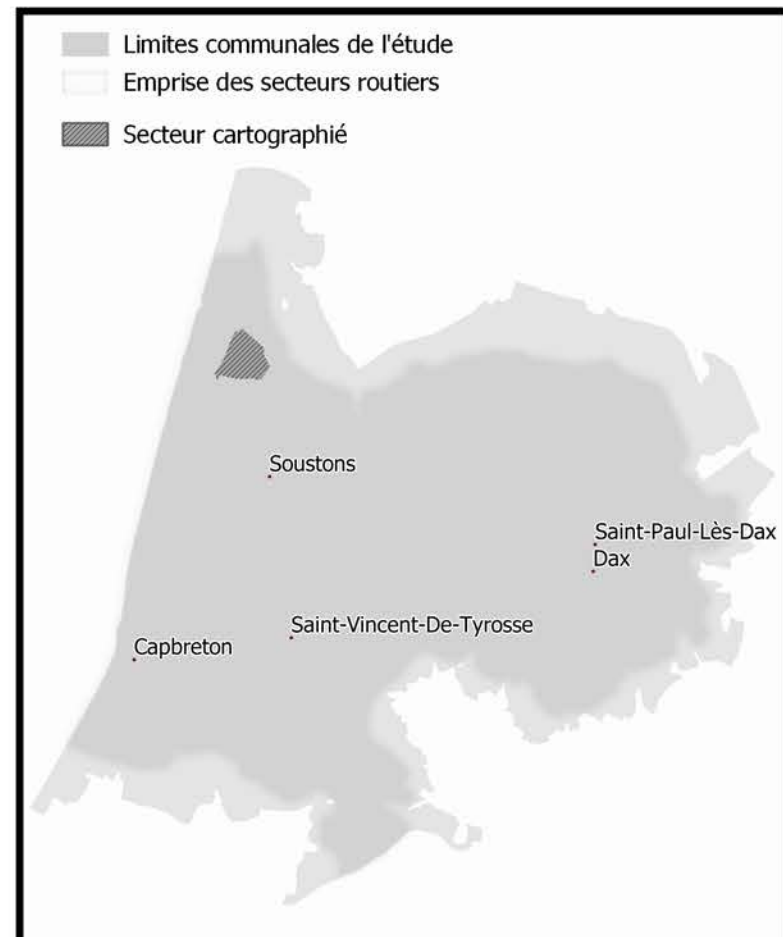 Limites communales de l'étude
Emprise des secteurs routiers
Secteur cartographié
Soustons
Saint-Paul-Lès-Dax
Dax
Saint-Vincent-De-Tyrosse
Capbreton